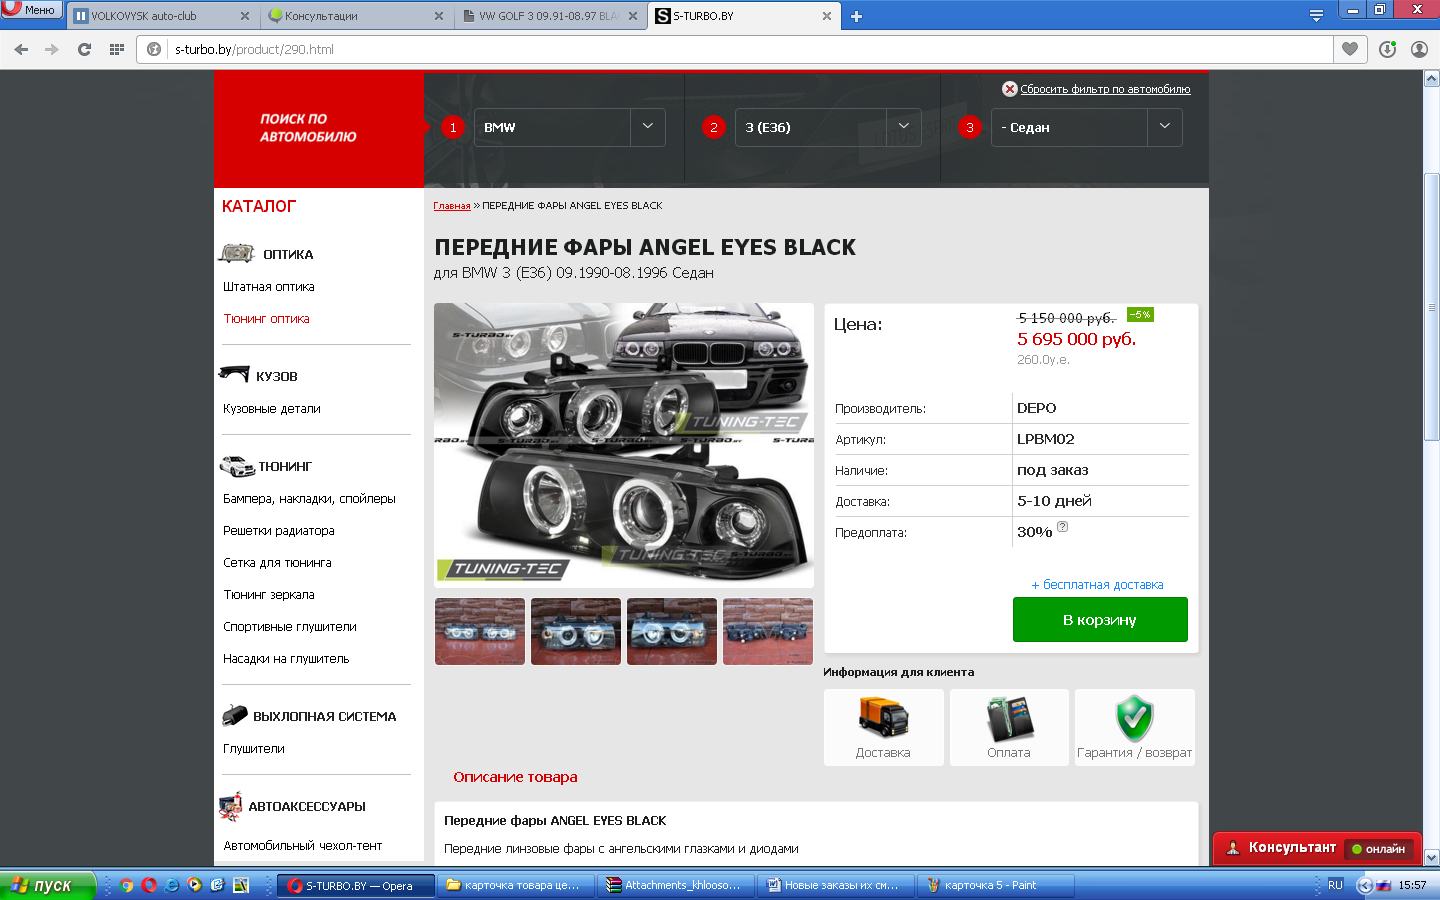 Меню
VOLKOVYSK auto-club
Консультации
VW GOLF 3 09.91-08.97 BLA
S-TURBO.BY
s-turbo.by/product/290.html
Сбросить фильтр по автомобилю
ПОИСК ПО
АВТОМОБИЛЮ
1 BMW
2 3 (E36)
3 - Седан
КАТАЛОГ
ОПТИКА
Штатная оптика
Тюнинг оптика
КУЗОВ
Кузовные детали
ТЮНИНГ
Бампера, накладки, спойлеры
Решетки радиатора
Сетка для тюнинга
Тюнинг зеркала
Спортивные глушители
Насадки на глушитель
ВЫХЛОПНАЯ СИСТЕМА
Глушители
АВТОАКСЕССУАРЫ
Автомобильный чехол-тент
Главная » ПЕРЕДНИЕ ФАРЫ ANGEL EYES BLACK
ПЕРЕДНИЕ ФАРЫ ANGEL EYES BLACK
для BMW 3 (E36) 09.1990-08.1996 Седан
S-TURBO.BY
TUNING-TEC
S-TURBO.BY
TUNING-TEC
S-TURBO.BY
TUNING-TEC
Цена:
5 150 000 руб.
-5%
5 695 000 руб.
260.0у.е.
Производитель: DEPO
Артикул: LPBM02
Наличие: под заказ
Доставка: 5-10 дней
Предоплата: 30% ?
+ бесплатная доставка
В корзину
Информация для клиента
Доставка
Оплата
Гарантия / возврат
Описание товара
Передние фары ANGEL EYES BLACK
Передние линзовые фары с ангельскими глазками и диодами
Консультант
онлайн
пуск
S-TURBO.BY — Opera
карточка товара це...
Attachments_khlooso...
Новые заказы их см...
карточка 5 - Paint
RU
15:57